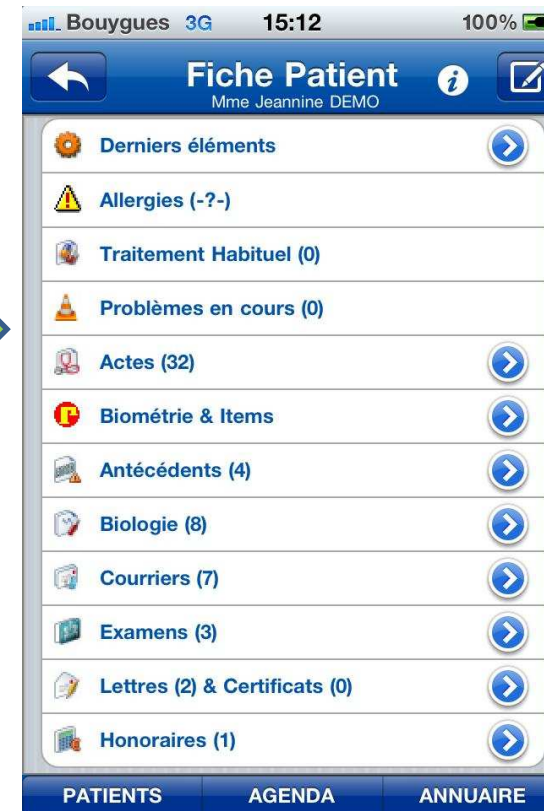 Bouygues 3G 15:12 100%
Fiche Patient
Mme Jeannine DEMO
Derniers éléments
Allergies (-?-)
Traitement Habituel (0)
Problèmes en cours (0)
Actes (32)
Biométrie & Items
Antécédents (4)
Biologie (8)
Courriers (7)
Examens (3)
Lettres (2) & Certificats (0)
Honoraires (1)
PATIENTS AGENDA ANNUAIRE